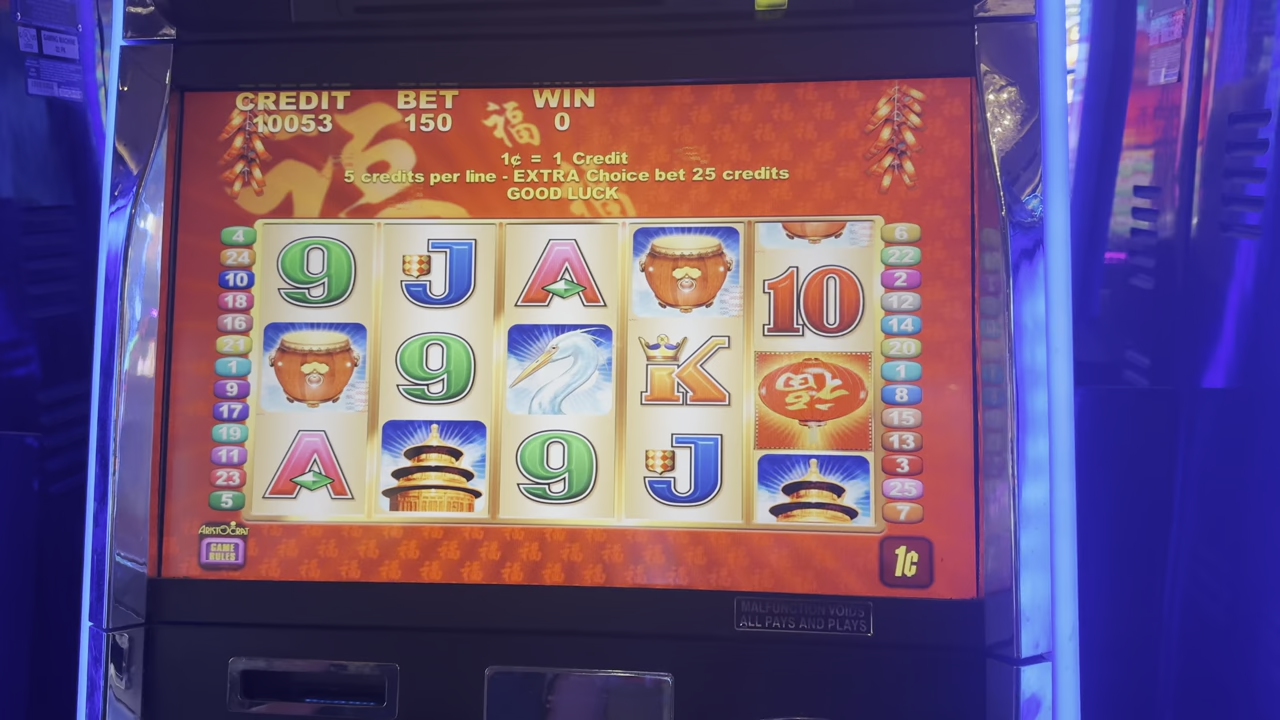 CREDIT BET WIN
10053 150 0
福
1¢ = 1 Credit
5 credits per line - EXTRA Choice bet 25 credits
GOOD LUCK
4 6
24 22
10 2
18 12
16 14
21 20
1 1
9 8
17 15
19 13
11 3
23 25
5 7
9 J A 10
9 K 福
A 9 J
ARISTOCRAT
GAME
RULES
1¢
MALFUNCTION VOIDS
ALL PAYS AND PLAYS
GAMING MACHINE